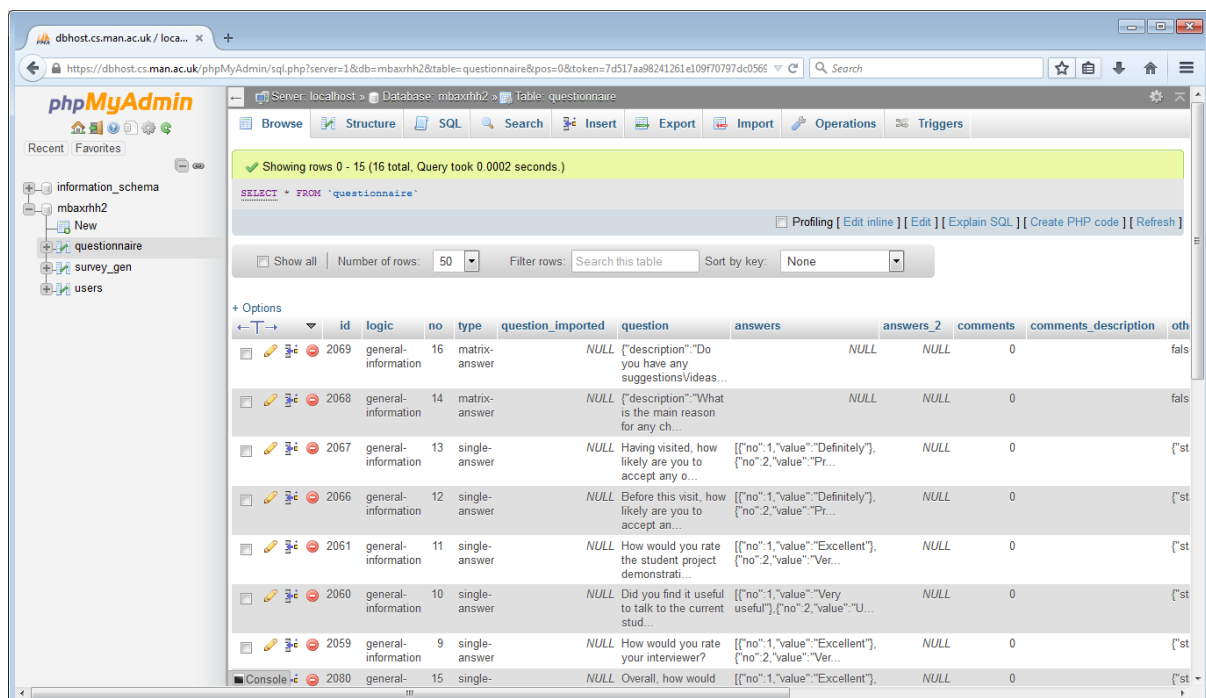 dbhost.cs.man.ac.uk / loca... × +
https://dbhost.cs.man.ac.uk/phpMyAdmin/sql.php?server=1&db=mbaxrhh2&table=questionnaire&pos=0&token=7d517aa98241261e109f70797dc0569 Search
phpMyAdmin
Recent Favorites
information_schema
mbaxrhh2
New
questionnaire
survey_gen
users
Server: localhost » Database: mbaxrhh2 » Table: questionnaire
Browse Structure SQL Search Insert Export Import Operations Triggers
Showing rows 0 - 15 (16 total, Query took 0.0002 seconds.)
SELECT * FROM `questionnaire`
Profiling [ Edit inline ] [ Edit ] [ Explain SQL ] [ Create PHP code ] [ Refresh ]
Show all Number of rows: 50 Filter rows: Search this table Sort by key: None
+ Options
←T→ id logic no type question_imported question answers answers_2 comments comments_description oth
2069 general- 16 matrix- NULL {"description":"Do NULL NULL 0 fals
information answer you have any
suggestions\/ideas...
2068 general- 14 matrix- NULL {"description":"What NULL NULL 0 fals
information answer is the main reason
for any ch...
2067 general- 13 single- NULL Having visited, how [{"no":1,"value":"Definitely"}, NULL 0 {"st
information answer likely are you to {"no":2,"value":"Pr...
accept any o...
2066 general- 12 single- NULL Before this visit, how [{"no":1,"value":"Definitely"}, NULL 0 {"st
information answer likely are you to {"no":2,"value":"Pr...
accept an...
2061 general- 11 single- NULL How would you rate [{"no":1,"value":"Excellent"}, NULL 0 {"st
information answer the student project {"no":2,"value":"Ver...
demonstrati...
2060 general- 10 single- NULL Did you find it useful [{"no":1,"value":"Very NULL 0 {"st
information answer to talk to the current useful"},{"no":2,"value":"U...
stud...
2059 general- 9 single- NULL How would you rate [{"no":1,"value":"Excellent"}, NULL 0 {"st
information answer your interviewer? {"no":2,"value":"Ver...
Console 2080 general- 15 single- NULL Overall, how would [{"no":1,"value":"Excellent"}, NULL 0 {"st